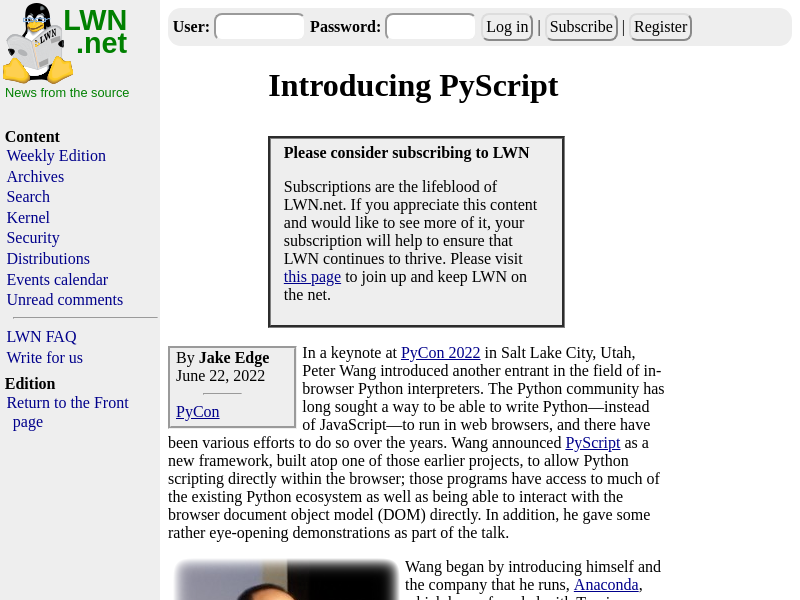 LWN
.net
News from the source
Content
Weekly Edition
Archives
Search
Kernel
Security
Distributions
Events calendar
Unread comments
LWN FAQ
Write for us
Edition
Return to the Front
page
User: Password: Log in | Subscribe | Register
Introducing PyScript
Please consider subscribing to LWN
Subscriptions are the lifeblood of
LWN.net. If you appreciate this content
and would like to see more of it, your
subscription will help to ensure that
LWN continues to thrive. Please visit
this page to join up and keep LWN on
the net.
By Jake Edge
June 22, 2022
PyCon
In a keynote at PyCon 2022 in Salt Lake City, Utah,
Peter Wang introduced another entrant in the field of in-
browser Python interpreters. The Python community has
long sought a way to be able to write Python—instead
of JavaScript—to run in web browsers, and there have
been various efforts to do so over the years. Wang announced PyScript as a
new framework, built atop one of those earlier projects, to allow Python
scripting directly within the browser; those programs have access to much of
the existing Python ecosystem as well as being able to interact with the
browser document object model (DOM) directly. In addition, he gave some
rather eye-opening demonstrations as part of the talk.
Wang began by introducing himself and
the company that he runs, Anaconda,